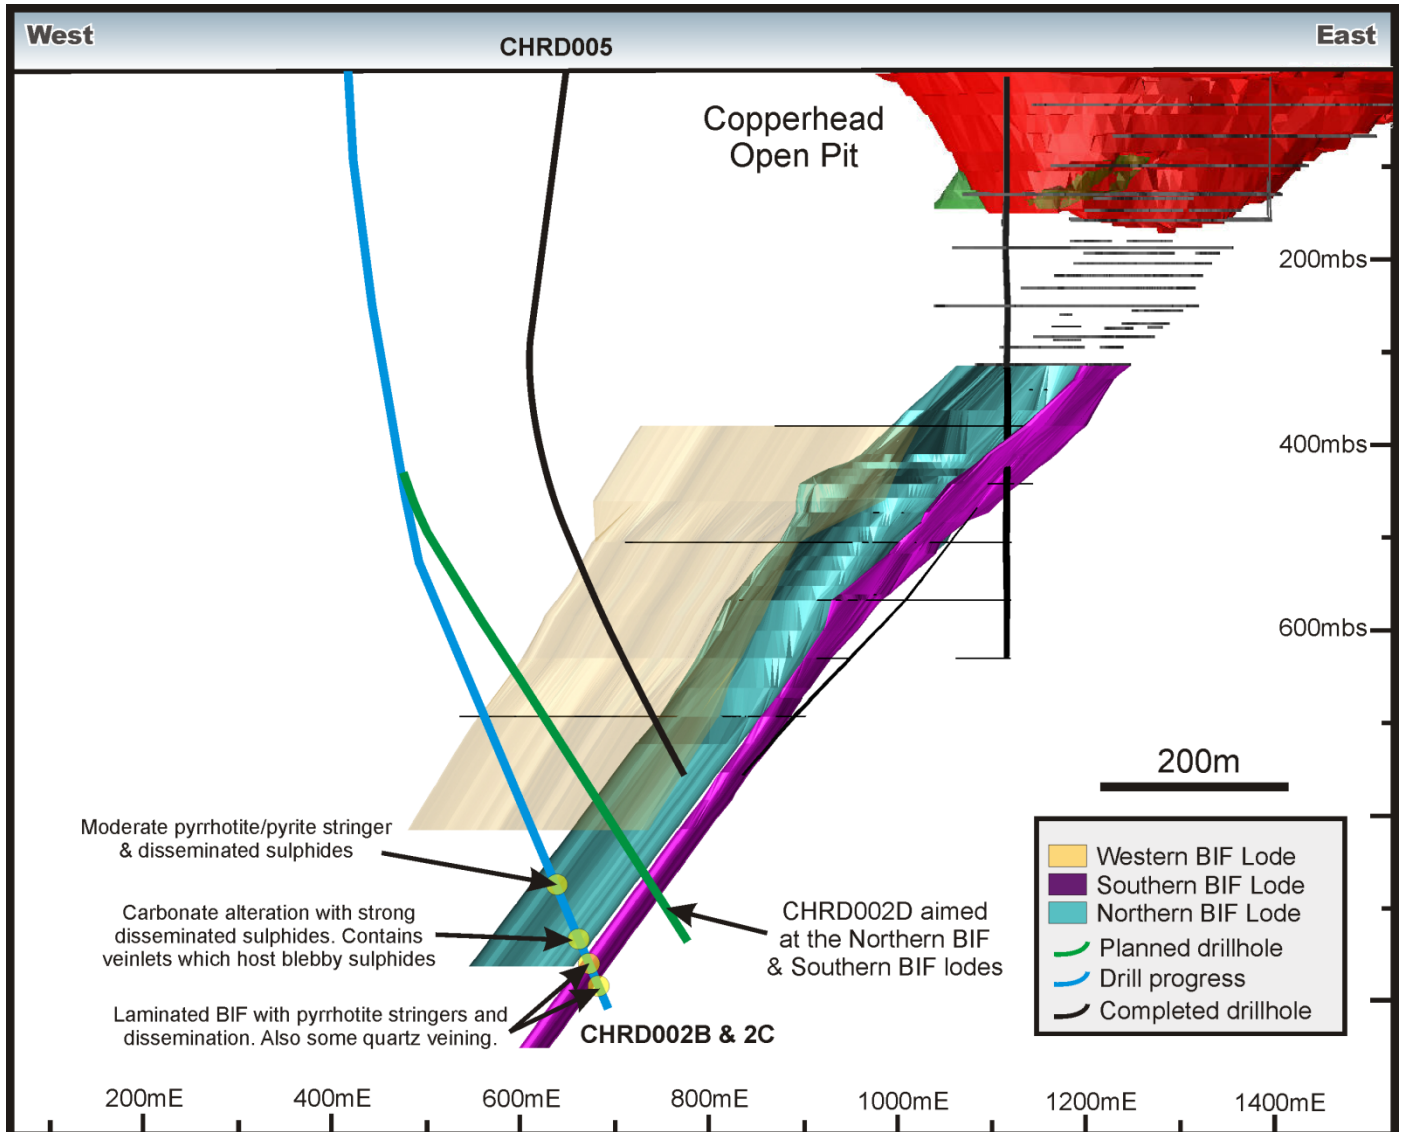 West
CHRD005
East
Copperhead
Open Pit
200mbs
400mbs
600mbs
200m
Western BIF Lode
Southern BIF Lode
Northern BIF Lode
Planned drillhole
Drill progress
Completed drillhole
Moderate pyrrhotite/pyrite stringer
& disseminated sulphides
Carbonate alteration with strong
disseminated sulphides. Contains
veinlets which host blebby sulphides
Laminated BIF with pyrrhotite stringers and
dissemination. Also some quartz veining.
CHRD002D aimed
at the Northern BIF
& Southern BIF lodes
CHRD002B & 2C
200mE
400mE
600mE
800mE
1000mE
1200mE
1400mE